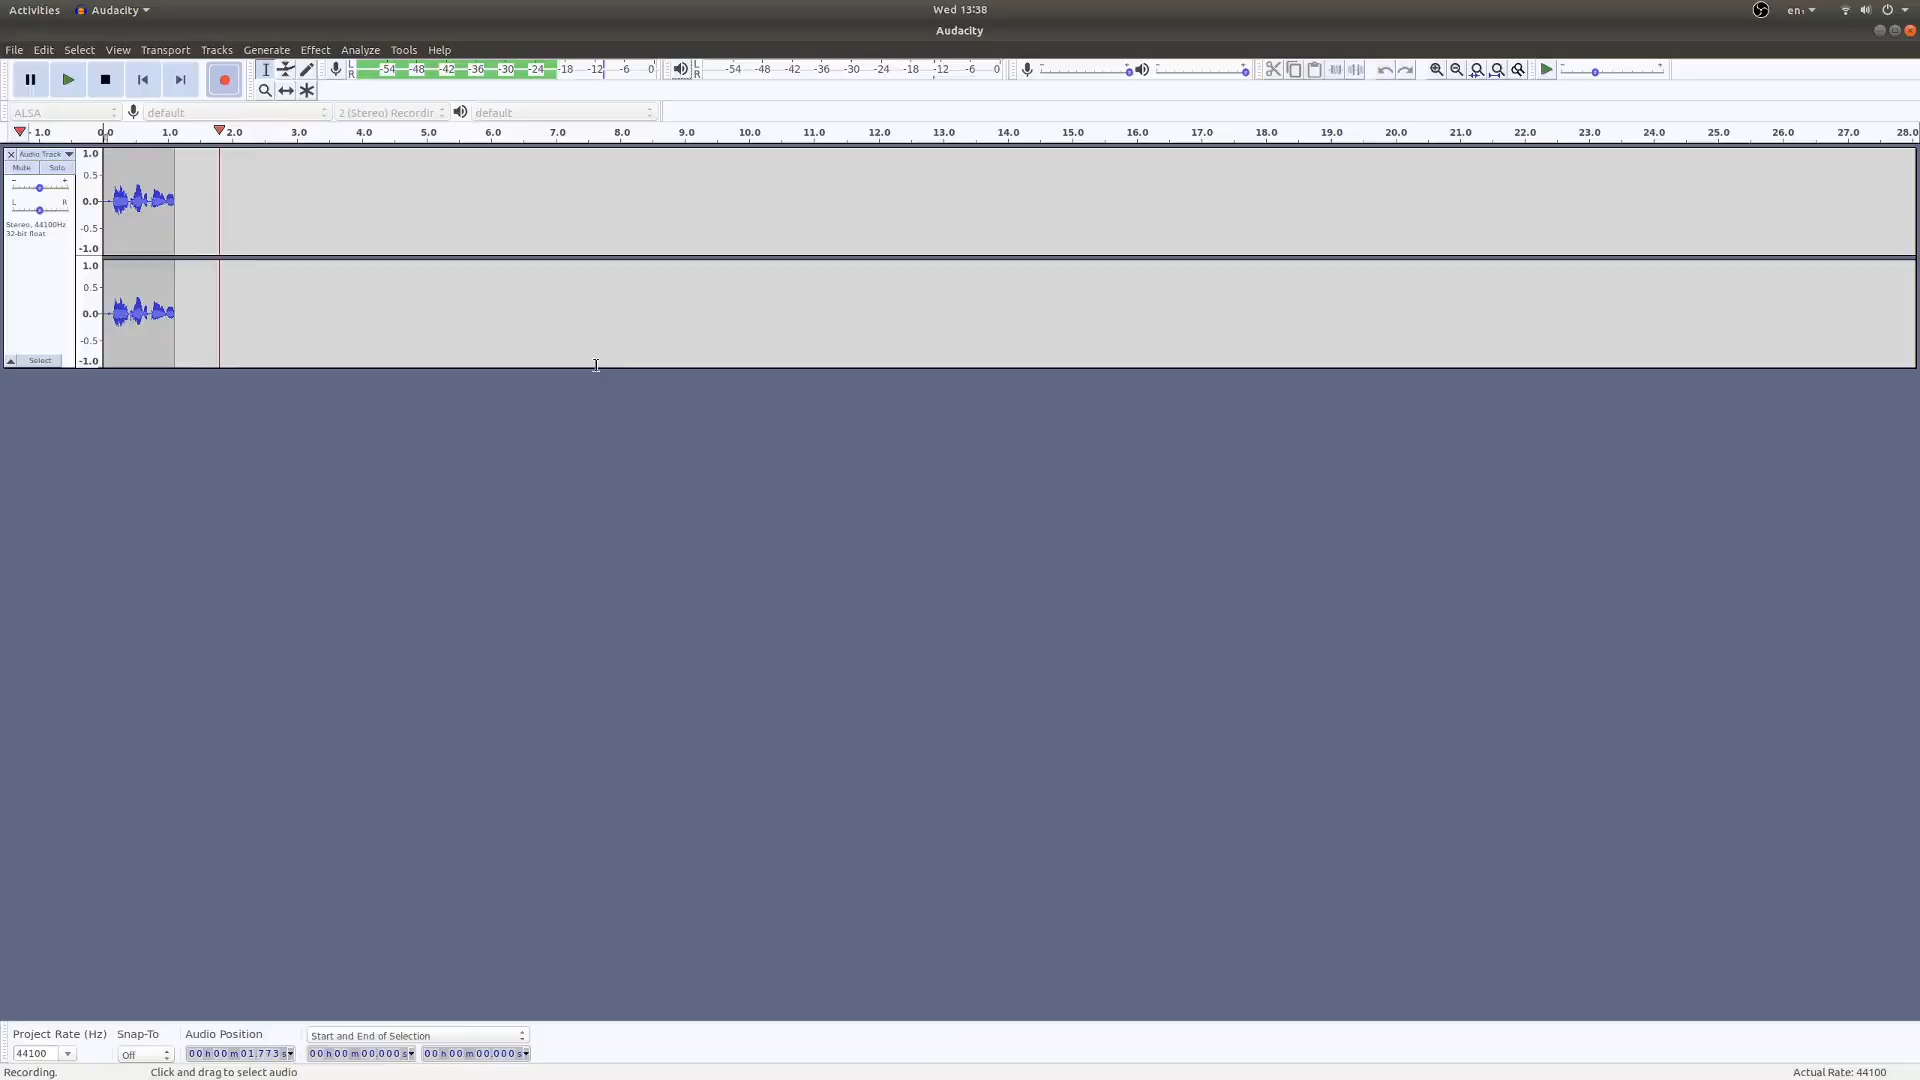 Activities Audacity Wed 13:38 en₁
Audacity
File Edit Select View Transport Tracks Generate Effect Analyze Tools Help
L R -54 -48 -42 -36 -30 -24 -18 -12 -6 0 L R -54 -48 -42 -36 -30 -24 -18 -12 -6 0 - + - + - +
ALSA default 2 (Stereo) Recordir default
- 1.0 0.0 1.0 2.0 3.0 4.0 5.0 6.0 7.0 8.0 9.0 10.0 11.0 12.0 13.0 14.0 15.0 16.0 17.0 18.0 19.0 20.0 21.0 22.0 23.0 24.0 25.0 26.0 27.0 28.0
Audio Track 1.0
Mute Solo
- + 0.5
L R 0.0
Stereo, 44100Hz -0.5
32-bit float
-1.0
1.0
0.5
0.0
-0.5
Select -1.0
Project Rate (Hz) Snap-To Audio Position Start and End of Selection
44100 Off 00 h 00 m 01.773 s 00 h 00 m 00.000 s 00 h 00 m 00.000 s
Recording. Click and drag to select audio Actual Rate: 44100